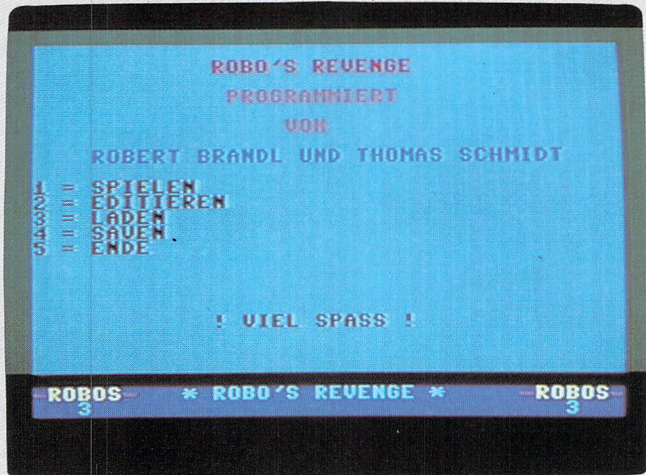 ROBO'S REVENGE
PROGRAMMIERT
VON
ROBERT BRANDL UND THOMAS SCHMIDT
1 = SPIELEN
2 = EDITIEREN
3 = LADEN
4 = SAVEN
5 = ENDE
! VIEL SPASS !
ROBOS * ROBO'S REVENGE * ROBOS
3 3